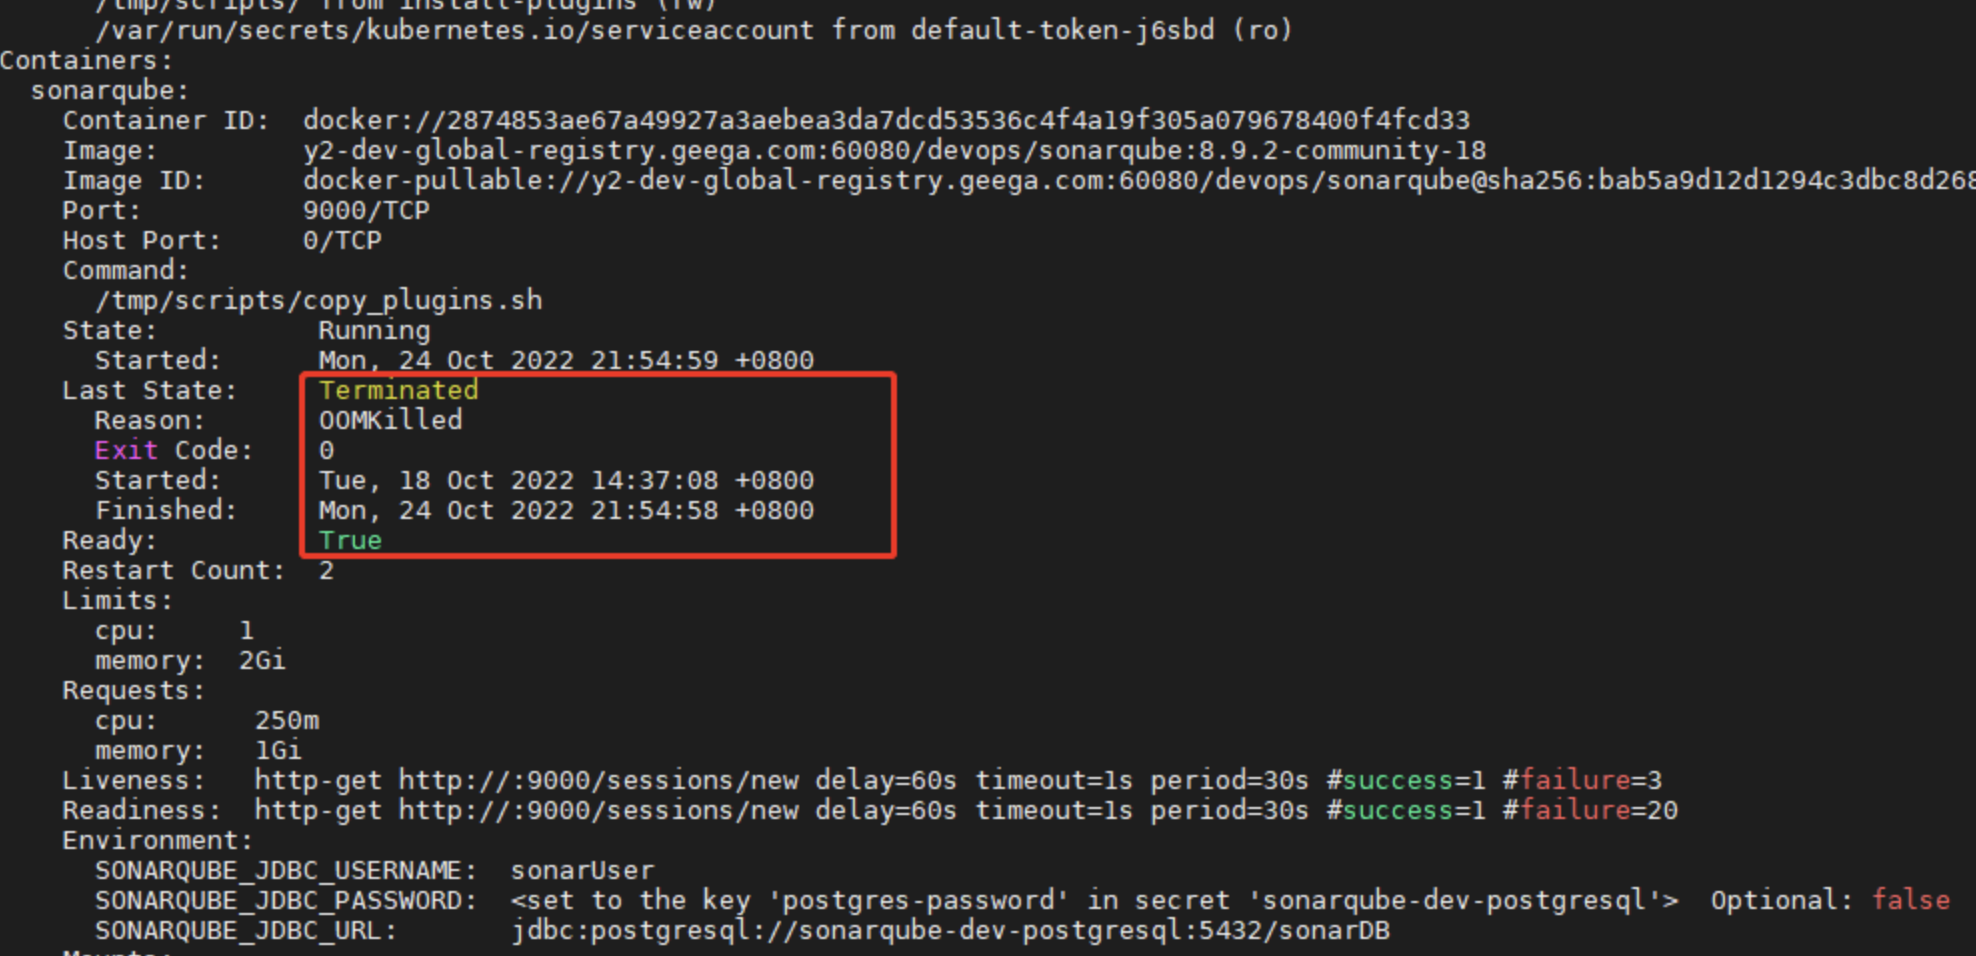 /tmp/scripts/ from install-plugins (rw)
/var/run/secrets/kubernetes.io/serviceaccount from default-token-j6sbd (ro)
Containers:
sonarqube:
Container ID: docker://2874853ae67a49927a3aebea3da7dcd53536c4f4a19f305a079678400f4fcd33
Image: y2-dev-global-registry.geega.com:60080/devops/sonarqube:8.9.2-community-18
Image ID: docker-pullable://y2-dev-global-registry.geega.com:60080/devops/sonarqube@sha256:bab5a9d12d1294c3dbc8d268
Port: 9000/TCP
Host Port: 0/TCP
Command:
/tmp/scripts/copy_plugins.sh
State: Running
Started: Mon, 24 Oct 2022 21:54:59 +0800
Last State: Terminated
Reason: OOMKilled
Exit Code: 0
Started: Tue, 18 Oct 2022 14:37:08 +0800
Finished: Mon, 24 Oct 2022 21:54:58 +0800
Ready: True
Restart Count: 2
Limits:
cpu: 1
memory: 2Gi
Requests:
cpu: 250m
memory: 1Gi
Liveness: http-get http://:9000/sessions/new delay=60s timeout=1s period=30s #success=1 #failure=3
Readiness: http-get http://:9000/sessions/new delay=60s timeout=1s period=30s #success=1 #failure=20
Environment:
SONARQUBE_JDBC_USERNAME: sonarUser
SONARQUBE_JDBC_PASSWORD: <set to the key 'postgres-password' in secret 'sonarqube-dev-postgresql'> Optional: false
SONARQUBE_JDBC_URL: jdbc:postgresql://sonarqube-dev-postgresql:5432/sonarDB